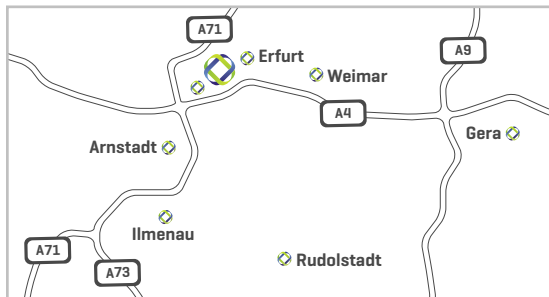 A71
A9
Erfurt
Weimar
A4
Gera
Arnstadt
Ilmenau
A71
A73
Rudolstadt